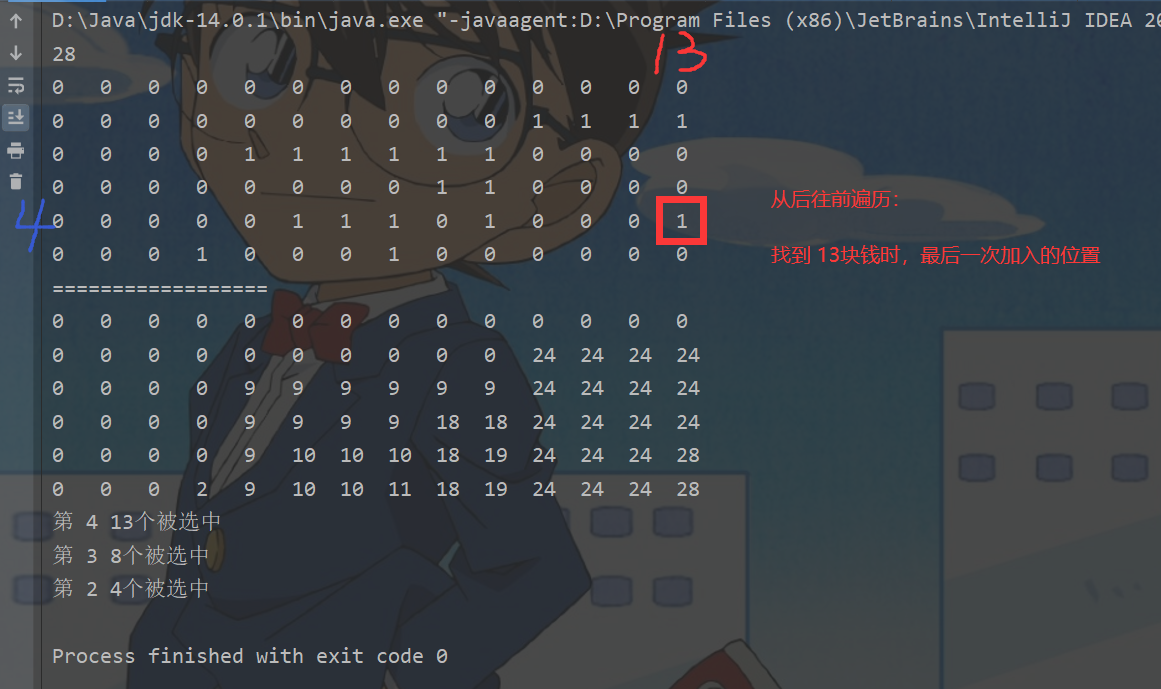 D:\Java\jdk-14.0.1\bin\java.exe "-javaagent:D:\Program Files (x86)\JetBrains\IntelliJ IDEA 20
13
28
0 0 0 0 0 0 0 0 0 0 0 0 0 0
0 0 0 0 0 0 0 0 0 0 1 1 1 1
0 0 0 0 1 1 1 1 1 1 0 0 0 0
0 0 0 0 0 0 0 0 1 1 0 0 0 0
从后往前遍历：
4
0 0 0 0 0 1 1 1 0 1 0 0 0 1
0 0 0 1 0 0 0 1 0 0 0 0 0 0
找到 13块钱时，最后一次加入的位置
==================
0 0 0 0 0 0 0 0 0 0 0 0 0 0
0 0 0 0 0 0 0 0 0 0 24 24 24 24
0 0 0 0 9 9 9 9 9 9 24 24 24 24
0 0 0 0 9 9 9 9 18 18 24 24 24 24
0 0 0 0 9 10 10 10 18 19 24 24 24 28
0 0 0 2 9 10 10 11 18 19 24 24 24 28
第 4 13个被选中
第 3 8个被选中
第 2 4个被选中
Process finished with exit code 0